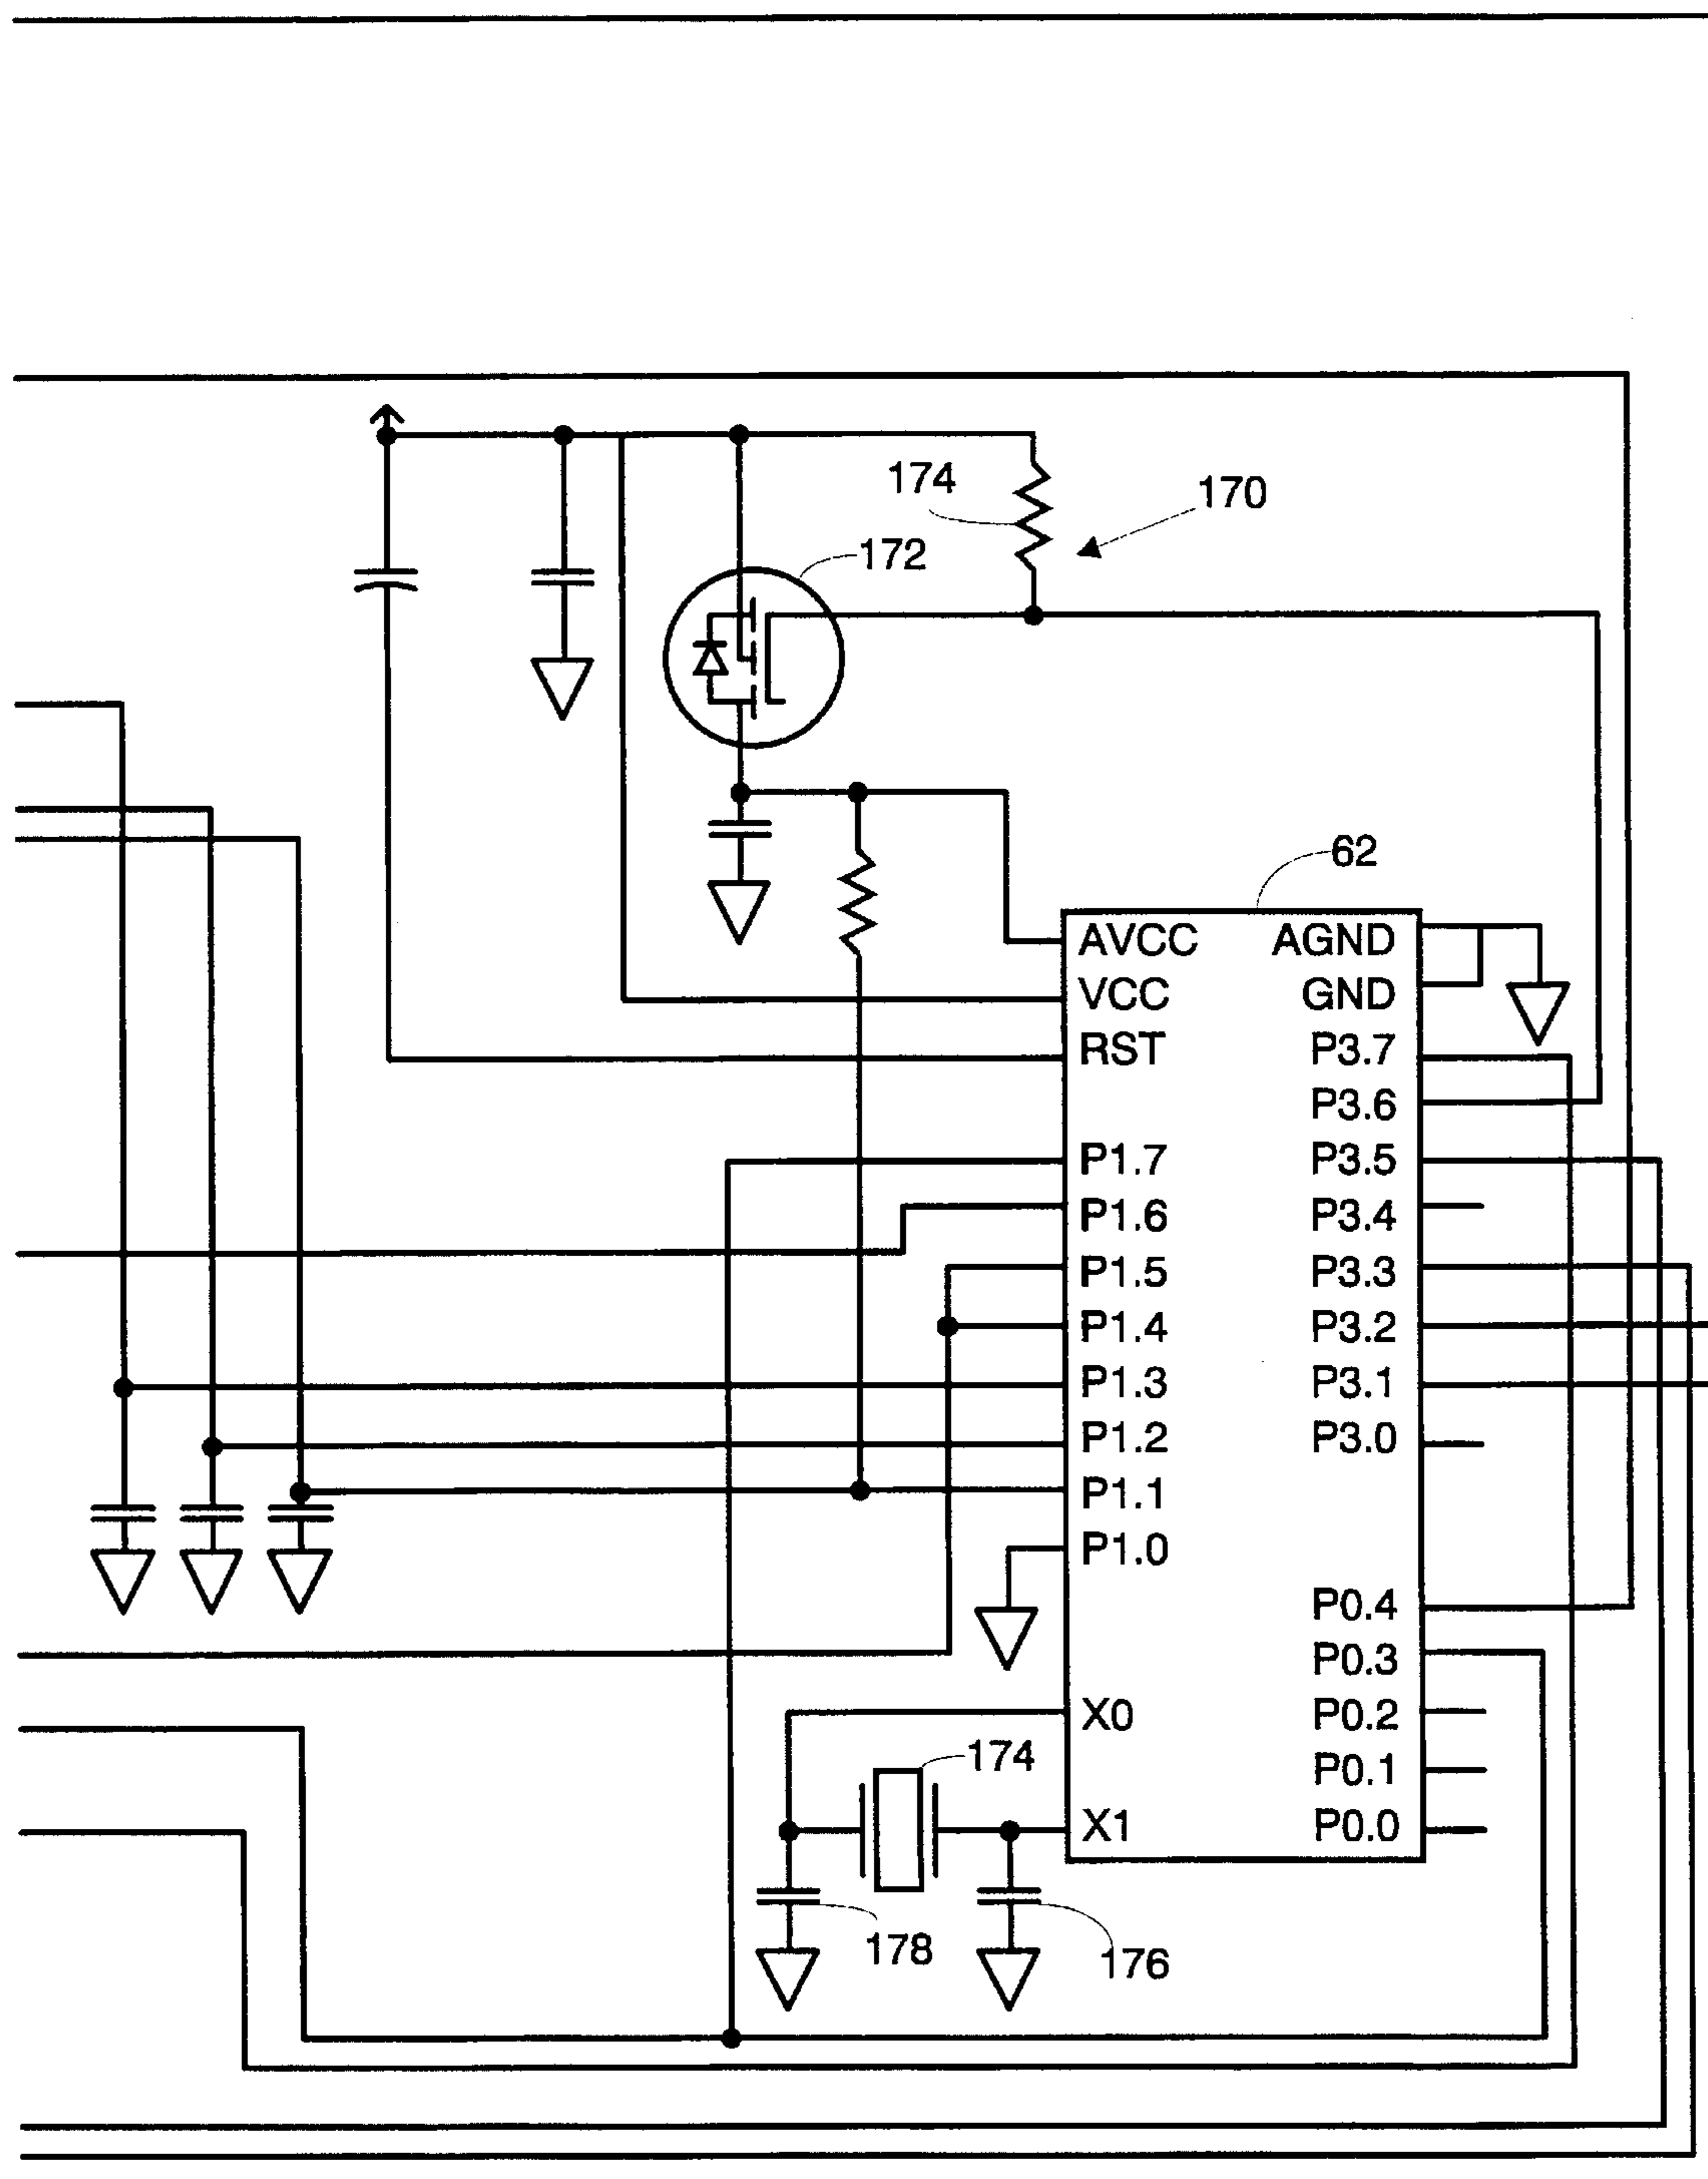 174
170
172
62
AVCC AGND
VCC GND
RST P3.7
P3.6
P1.7 P3.5
P1.6 P3.4
P1.5 P3.3
P1.4 P3.2
P1.3 P3.1
P1.2 P3.0
P1.1
P1.0
P0.4
P0.3
X0 P0.2
174 P0.1
X1 P0.0
178
176